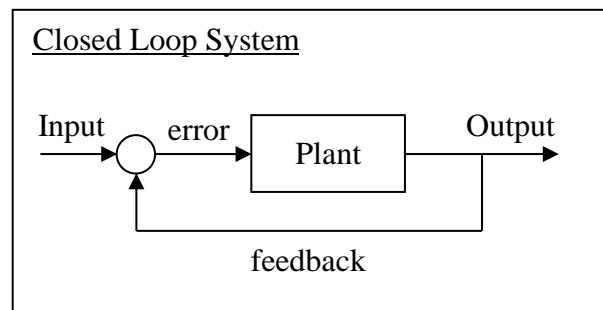 Closed Loop System
Input
error
Plant
Output
feedback